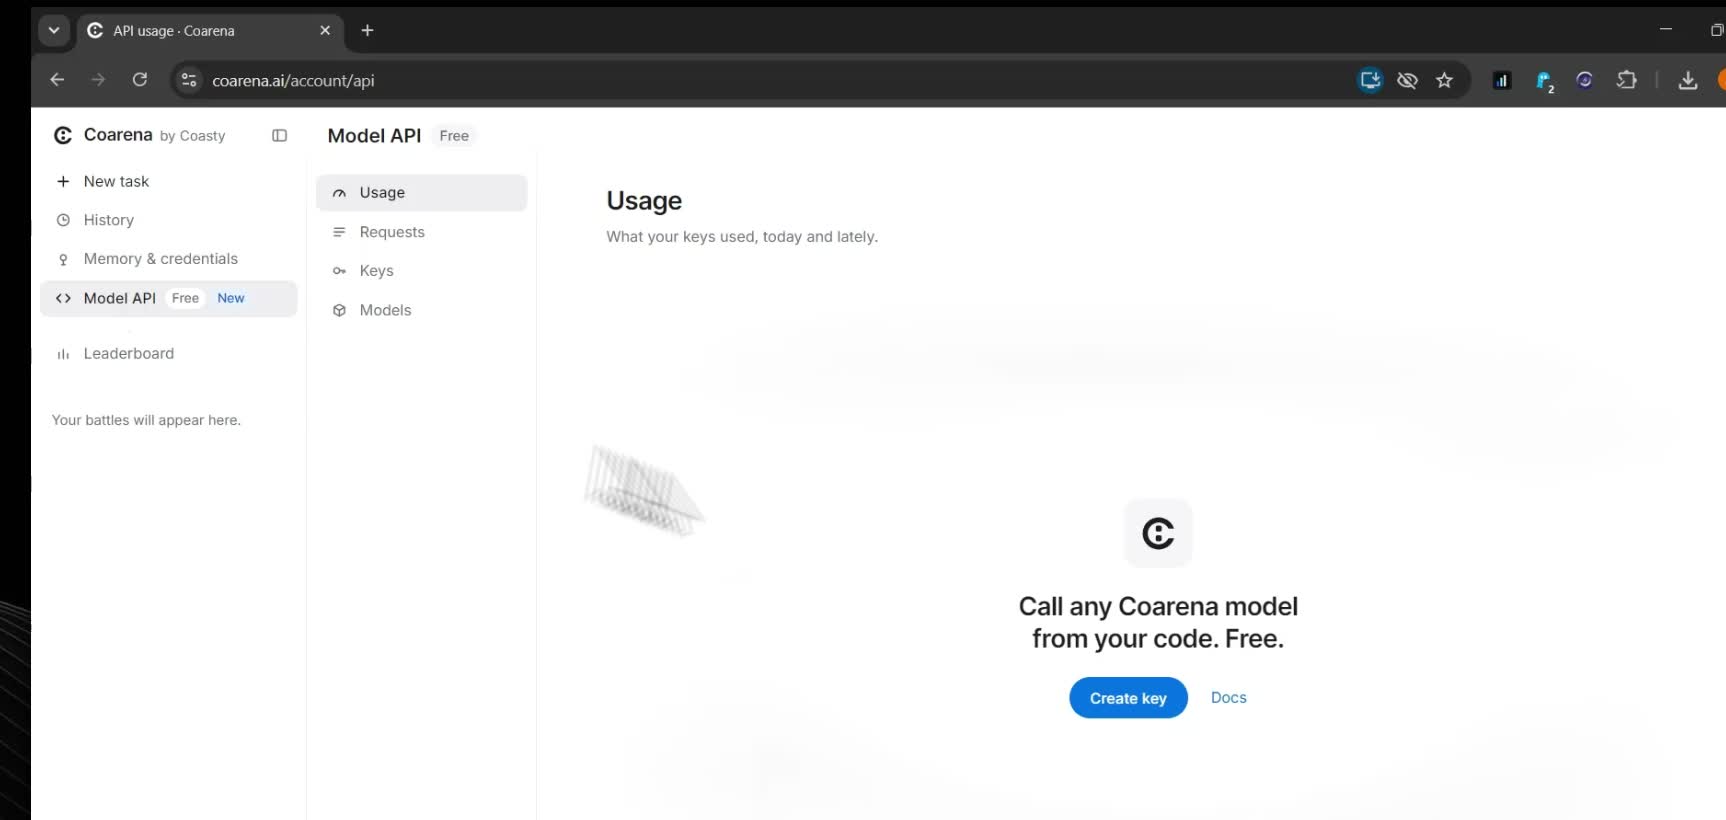 API usage · Coarena
coarena.ai/account/api
2
Coarena by Coasty
New task
History
Memory & credentials
Model API Free New
Leaderboard
Your battles will appear here.
Model API Free
Usage
Requests
Keys
Models
Usage
What your keys used, today and lately.
Call any Coarena model
from your code. Free.
Create key Docs